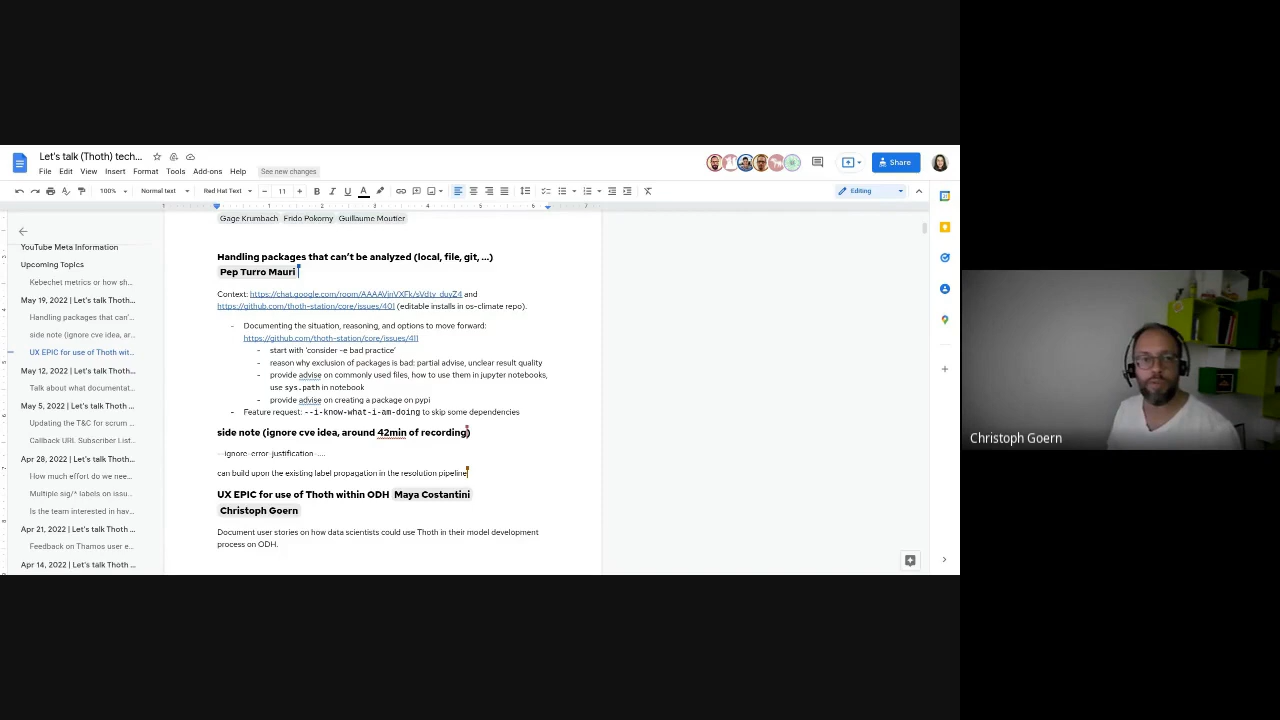 Let's talk (Thoth) tech...
File Edit View Insert Format Tools Add-ons Help See new changes
Share
100% Normal text Red Hat Text 11 Editing
YouTube Meta Information
Upcoming Topics
Kebechet metrics or how sh...
May 19, 2022 | Let's talk Thoth...
Handling packages that can'...
side note (ignore cve idea, ar...
UX EPIC for use of Thoth wit...
May 12, 2022 | Let's talk Thoth...
Talk about what documentat...
May 5, 2022 | Let's talk Thoth ...
Updating the T&C for scrum ...
Callback URL Subscriber List...
Apr 28, 2022 | Let's talk Thoth ...
How much effort do we nee...
Multiple sig/* labels on issu...
Is the team interested in hav...
Apr 21, 2022 | Let's talk Thoth ...
Feedback on Thamos user e...
Apr 14, 2022 | Let's talk Thoth ...
Gage Krumbach Frido Pokorny Guillaume Moutier
Handling packages that can't be analyzed (local, file, git, ...)
Pep Turro Mauri
Context: https://chat.google.com/room/AAAAVjnVXFk/sVdtv_duyZ4 and
https://github.com/thoth-station/core/issues/401 (editable installs in os-climate repo).
- Documenting the situation, reasoning, and options to move forward:
https://github.com/thoth-station/core/issues/411
- start with 'consider -e bad practice'
- reason why exclusion of packages is bad: partial advise, unclear result quality
- provide advise on commonly used files, how to use them in jupyter notebooks,
use sys.path in notebook
- provide advise on creating a package on pypi
- Feature request: --i-know-what-i-am-doing to skip some dependencies
side note (ignore cve idea, around 42min of recording)
--ignore-error-justification-....
can build upon the existing label propagation in the resolution pipeline
UX EPIC for use of Thoth within ODH Maya Costantini
Christoph Goern
Document user stories on how data scientists could use Thoth in their model development
process on ODH.
Christoph Goern